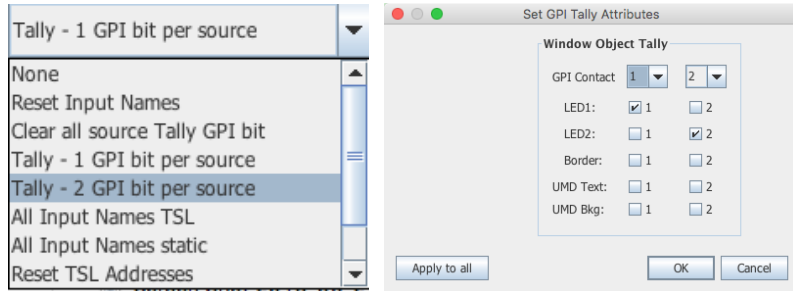 Tally - 1 GPI bit per source
None
Reset Input Names
Clear all source Tally GPI bit
Tally - 1 GPI bit per source
Tally - 2 GPI bit per source
All Input Names TSL
All Input Names static
Reset TSL Addresses
Set GPI Tally Attributes
Window Object Tally
GPI Contact 1 2
LED1: 1 2
LED2: 1 2
Border: 1 2
UMD Text: 1 2
UMD Bkg: 1 2
Apply to all OK Cancel